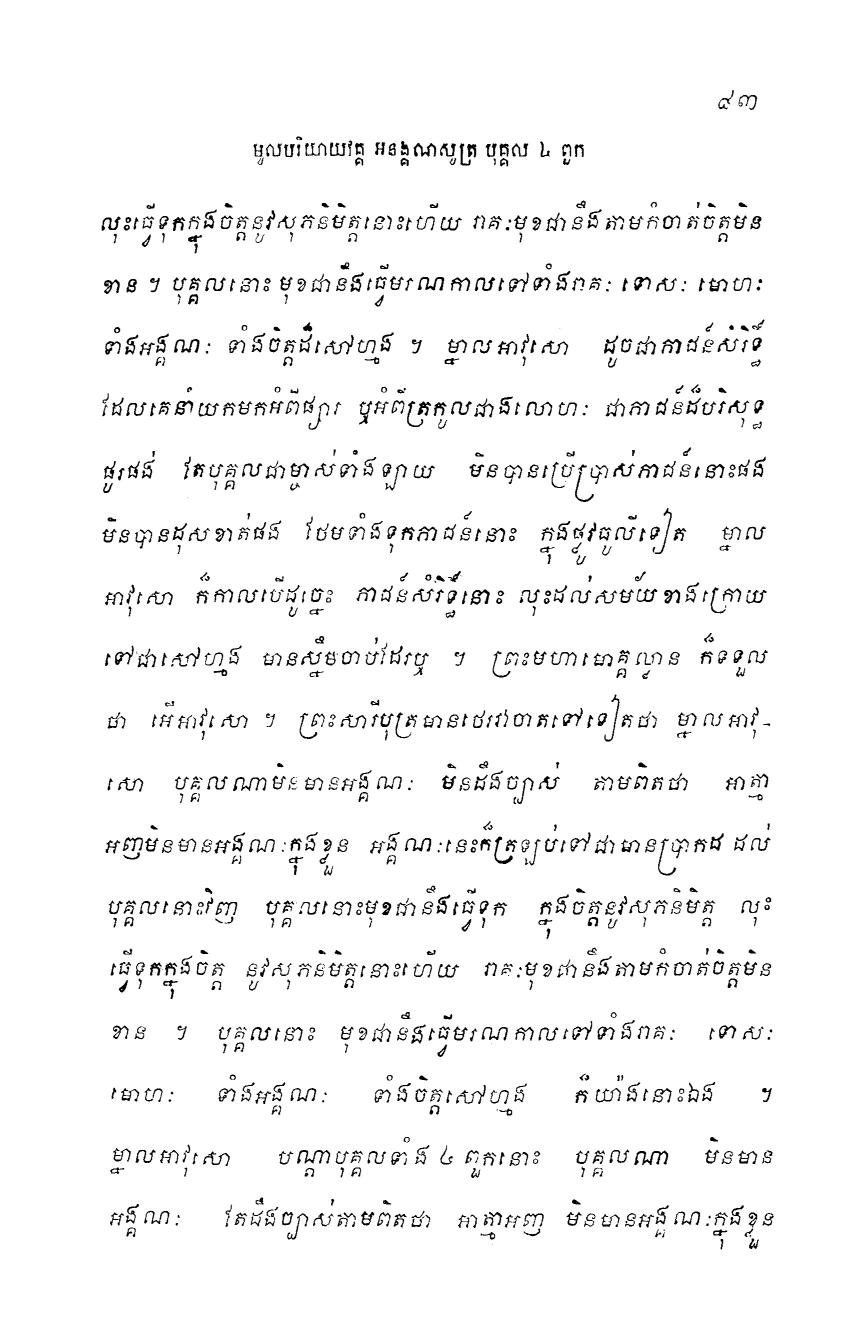 ៩៣
មូលបរិយាយវគ្គ អនង្គណសូត្រ បុគ្គល ៤ ពួក
លុះធ្វើទុកក្នុងចិត្តនូវសុភនិមិត្តនោះហើយ រាគៈមុខជានឹងតាមកំចាត់ចិត្តមិន
ខាន ។ បុគ្គលនោះ មុខជានឹងធ្វើមរណកាលទៅទាំងរាគៈ ទោសៈ មោហៈ
ទាំងអង្គណៈ ទាំងចិត្តដ៏សៅហ្មង ។ ម្នាលអាវុសោ ដូចជាភាជន៍សំរិទ្ធិ៍
ដែលគេនាំយកមកអំពីផ្សារ ឬអំពីត្រកូលជាងលោហៈ ជាភាជន៍ដ៏បរិសុទ្ធ
ផូរផង់ តែបុគ្គលជាម្ចាស់ទាំងឡាយ មិនបានប្រើប្រាស់ភាជន៍នោះផង
មិនបានដុសខាត់ផង ថែមទាំងទុកភាជន៍នោះ ក្នុងផ្លូវធូលីទៀត ម្នាល
អាវុសោ ក៏កាលបើដូច្នេះ ភាជន៍សំរិទ្ធិ៍នោះ លុះដល់សម័យខាងក្រោយ
ទៅជាសៅហ្មង មានស្នឹមចាប់ដែរឬ ។ ព្រះមហាមោគ្គល្លាន ក៏ទទួល
ថា អើអាវុសោ ។ ព្រះសារីបុត្រមានថេរវាចាតទៅទៀតថា ម្នាលអាវុ-
សោ បុគ្គលណាមិនមានអង្គណៈ មិនដឹងច្បាស់ តាមពិតថា អាត្មា
អញមិនមានអង្គណៈក្នុងខ្លួន អង្គណៈនេះក៏ត្រឡប់ទៅជាមានប្រាកដ ដល់
បុគ្គលនោះវិញ បុគ្គលនោះមុខជានឹងធ្វើទុក ក្នុងចិត្តនូវសុភនិមិត្ត លុះ
ធ្វើទុកក្នុងចិត្ត នូវសុភនិមិត្តនោះហើយ រាគៈមុខជានឹងតាមកំចាត់ចិត្តមិន
ខាន ។ បុគ្គលនោះ មុខជានឹងធ្វើមរណកាលទៅទាំងរាគៈ ទោសៈ
មោហៈ ទាំងអង្គណៈ ទាំងចិត្តសៅហ្មង ក៏យ៉ាងនោះឯង ។
ម្នាលអាវុសោ បណ្តាបុគ្គលទាំង ៤ ពួកនោះ បុគ្គលណា មិនមាន
អង្គណៈ តែដឹងច្បាស់តាមពិតថា អាត្មាអញ មិនមានអង្គណៈក្នុងខ្លួន